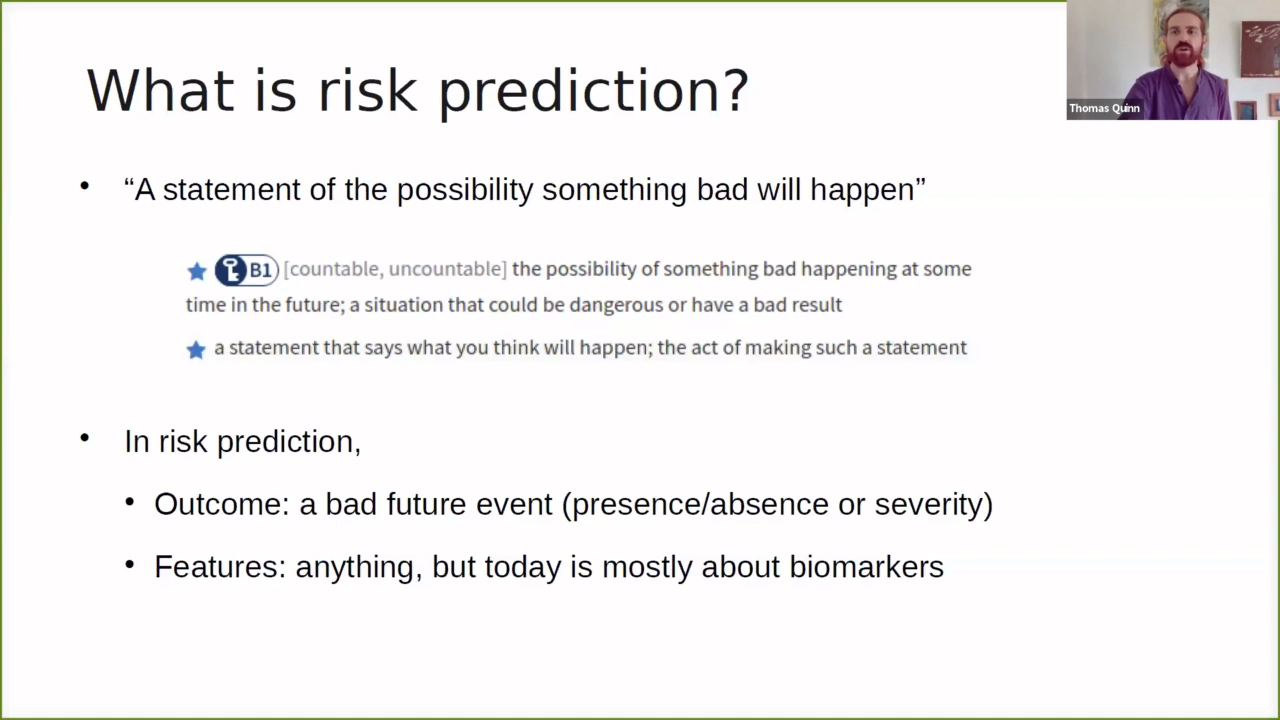 What is risk prediction?
Thomas Quinn
• “A statement of the possibility something bad will happen”
B1 [countable, uncountable] the possibility of something bad happening at some
time in the future; a situation that could be dangerous or have a bad result
a statement that says what you think will happen; the act of making such a statement
• In risk prediction,
• Outcome: a bad future event (presence/absence or severity)
• Features: anything, but today is mostly about biomarkers